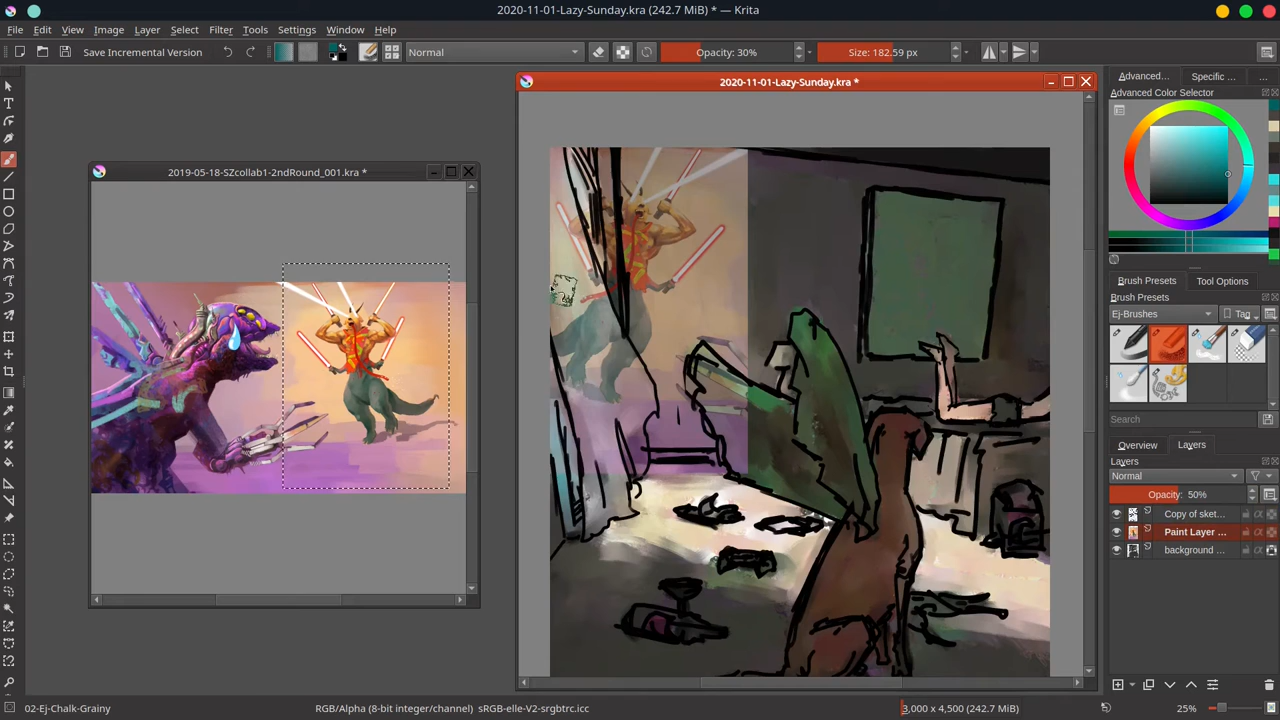 2020-11-01-Lazy-Sunday.kra (242.7 MiB) * — Krita
File Edit View Image Layer Select Filter Tools Settings Window Help
Save Incremental Version Normal Opacity: 30% Size: 182.59 px
2019-05-18-SZcollab1-2ndRound_001.kra *
2020-11-01-Lazy-Sunday.kra *
Advanced... Specific ... ...
Advanced Color Selector
Brush Presets Tool Options
Brush Presets
Ej-Brushes Tag
Search
Overview Layers
Layers
Normal
Opacity: 50%
Copy of sket...
Paint Layer ...
background ...
02-Ej-Chalk-Grainy RGB/Alpha (8-bit integer/channel) sRGB-elle-V2-srgbtrc.icc 3,000 x 4,500 (242.7 MiB) 25%